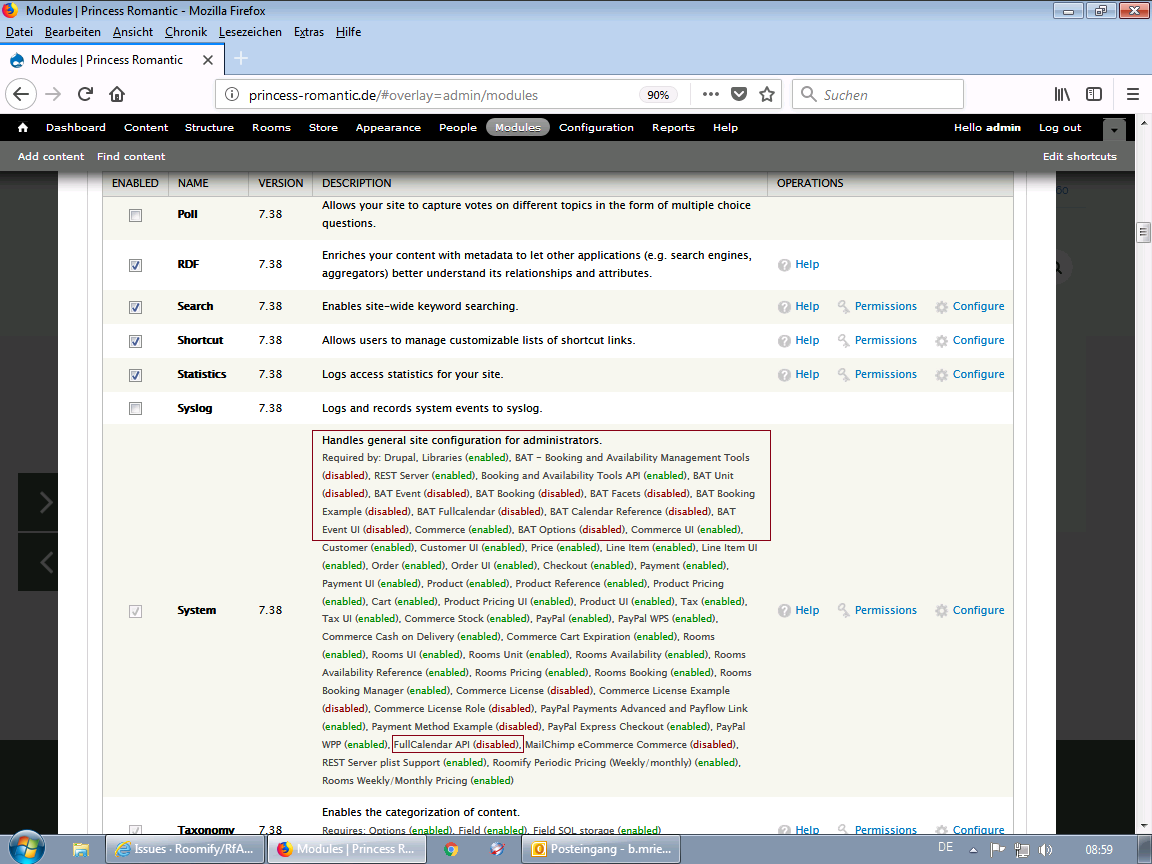 Modules | Princess Romantic - Mozilla Firefox
Datei Bearbeiten Ansicht Chronik Lesezeichen Extras Hilfe
Modules | Princess Romantic
princess-romantic.de/#overlay=admin/modules 90% Suchen
Dashboard Content Structure Rooms Store Appearance People Modules Configuration Reports Help Hello admin Log out
Add content Find content Edit shortcuts
ENABLED NAME VERSION DESCRIPTION OPERATIONS
Poll 7.38 Allows your site to capture votes on different topics in the form of multiple choice
questions.
RDF 7.38 Enriches your content with metadata to let other applications (e.g. search engines,
aggregators) better understand its relationships and attributes. Help
Search 7.38 Enables site-wide keyword searching. Help Permissions Configure
Shortcut 7.38 Allows users to manage customizable lists of shortcut links. Help Permissions Configure
Statistics 7.38 Logs access statistics for your site. Help Permissions Configure
Syslog 7.38 Logs and records system events to syslog.
Handles general site configuration for administrators.
Required by: Drupal, Libraries (enabled), BAT - Booking and Availability Management Tools
(disabled), REST Server (enabled), Booking and Availability Tools API (enabled), BAT Unit
(disabled), BAT Event (disabled), BAT Booking (disabled), BAT Facets (disabled), BAT Booking
Example (disabled), BAT Fullcalendar (disabled), BAT Calendar Reference (disabled), BAT
Event UI (disabled), Commerce (enabled), BAT Options (disabled), Commerce UI (enabled),
Customer (enabled), Customer UI (enabled), Price (enabled), Line Item (enabled), Line Item UI
(enabled), Order (enabled), Order UI (enabled), Checkout (enabled), Payment (enabled),
Payment UI (enabled), Product (enabled), Product Reference (enabled), Product Pricing
(enabled), Cart (enabled), Product Pricing UI (enabled), Product UI (enabled), Tax (enabled),
System 7.38 Tax UI (enabled), Commerce Stock (enabled), PayPal (enabled), PayPal WPS (enabled), Help Permissions Configure
Commerce Cash on Delivery (enabled), Commerce Cart Expiration (enabled), Rooms
(enabled), Rooms UI (enabled), Rooms Unit (enabled), Rooms Availability (enabled), Rooms
Availability Reference (enabled), Rooms Pricing (enabled), Rooms Booking (enabled), Rooms
Booking Manager (enabled), Commerce License (disabled), Commerce License Example
(disabled), Commerce License Role (disabled), PayPal Payments Advanced and Payflow Link
(enabled), Payment Method Example (disabled), PayPal Express Checkout (enabled), PayPal
WPP (enabled), FullCalendar API (disabled), MailChimp eCommerce Commerce (disabled),
REST Server plist Support (enabled), Roomify Periodic Pricing (Weekly/monthly) (enabled),
Rooms Weekly/Monthly Pricing (enabled)
Enables the categorization of content.
Taxonomy 7.38 Requires: Options (enabled), Field (enabled), Field SQL storage (enabled) Help Permissions Configure
Issues · Roomify/RfA... Modules | Princess R... Posteingang - b.mrie... DE 08:59